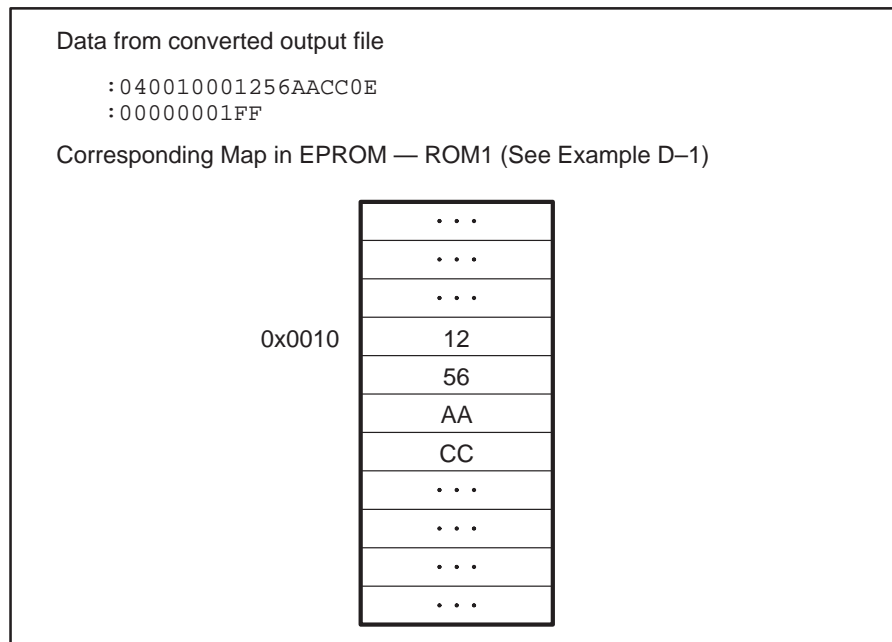 Data from converted output file
:040010001256AACC0E
:00000001FF
Corresponding Map in EPROM — ROM1 (See Example D–1)
. . .
. . .
. . .
0x0010 12
56
AA
CC
. . .
. . .
. . .
. . .